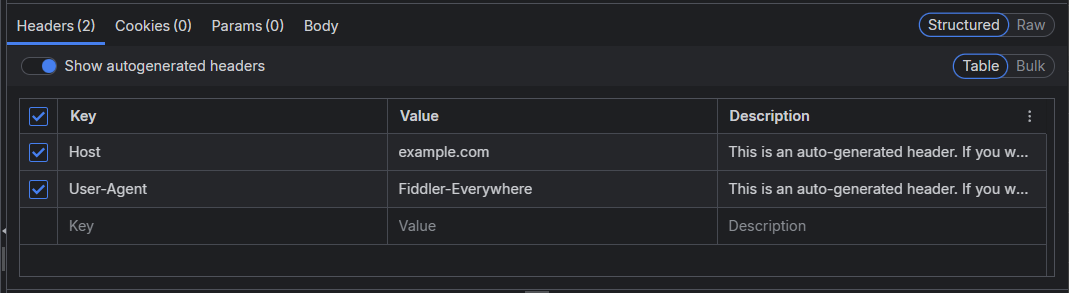 Headers (2) Cookies (0) Params (0) Body Structured Raw
Show autogenerated headers Table Bulk
Key Value Description
Host example.com This is an auto-generated header. If you w...
User-Agent Fiddler-Everywhere This is an auto-generated header. If you w...
Key Value Description